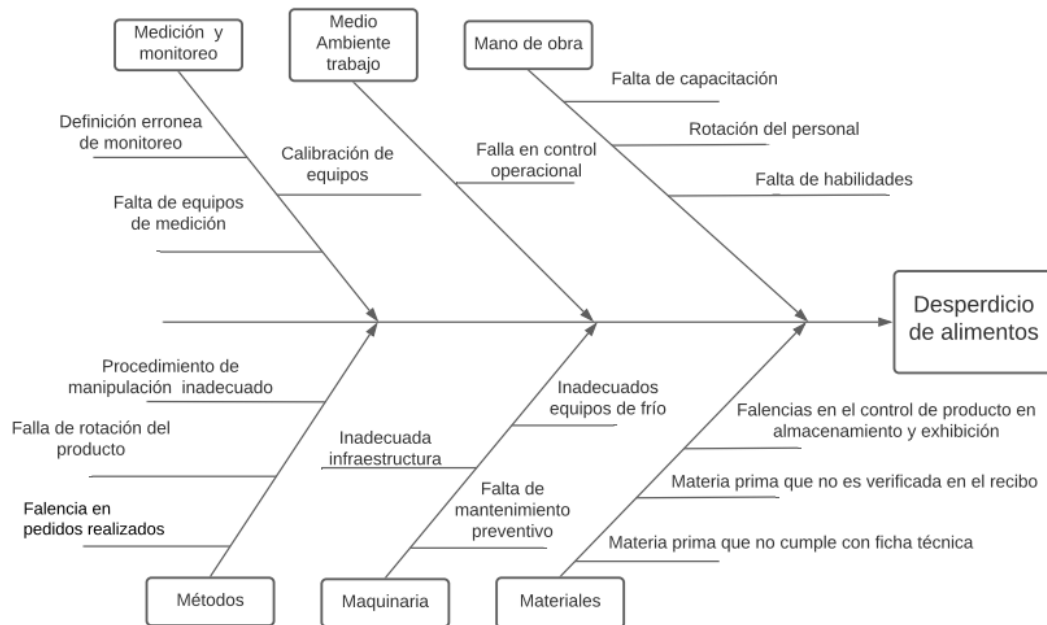 Medición y
monitoreo
Medio
Ambiente
trabajo
Mano de obra
Definición erronea
de monitoreo
Calibración de
equipos
Falta de equipos
de medición
Falla en control
operacional
Falta de capacitación
Rotación del personal
Falta de habilidades
Desperdicio
de alimentos
Procedimiento de
manipulación inadecuado
Falla de rotación del
producto
Falencia en
pedidos realizados
Inadecuados
equipos de frío
Inadecuada
infraestructura
Falta de
mantenimiento
preventivo
Falencias en el control de producto en
almacenamiento y exhibición
Materia prima que no es verificada en el recibo
Materia prima que no cumple con ficha técnica
Métodos
Maquinaria
Materiales